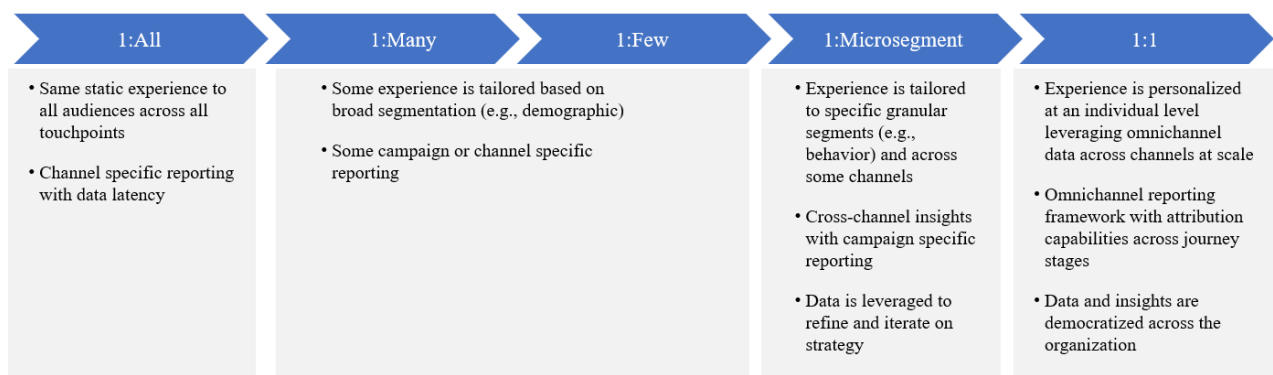 1:All
1:Many
1:Few
1:Microsegment
1:1
• Same static experience to
all audiences across all
touchpoints
• Channel specific reporting
with data latency
• Some experience is tailored based on
broad segmentation (e.g., demographic)
• Some campaign or channel specific
reporting
• Experience is tailored
to specific granular
segments (e.g.,
behavior) and across
some channels
• Cross-channel insights
with campaign specific
reporting
• Data is leveraged to
refine and iterate on
strategy
• Experience is personalized
at an individual level
leveraging omnichannel
data across channels at scale
• Omnichannel reporting
framework with attribution
capabilities across journey
stages
• Data and insights are
democratized across the
organization